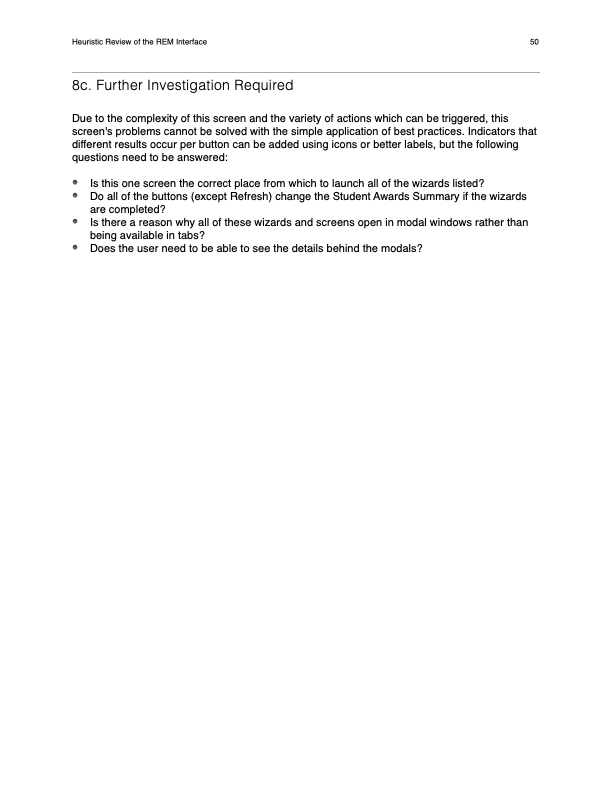 Heuristic Review of the REM Interface 50
8c. Further Investigation Required
Due to the complexity of this screen and the variety of actions which can be triggered, this
screen's problems cannot be solved with the simple application of best practices. Indicators that
different results occur per button can be added using icons or better labels, but the following
questions need to be answered:
• Is this one screen the correct place from which to launch all of the wizards listed?
• Do all of the buttons (except Refresh) change the Student Awards Summary if the wizards
are completed?
• Is there a reason why all of these wizards and screens open in modal windows rather than
being available in tabs?
• Does the user need to be able to see the details behind the modals?